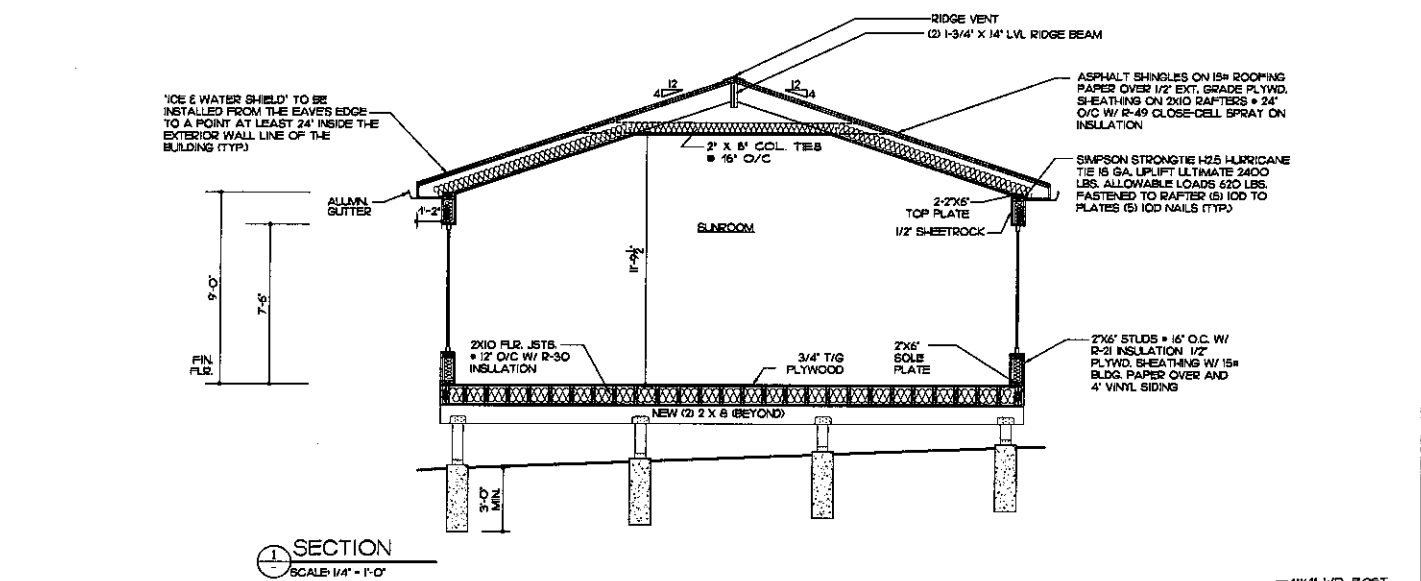 RIDGE VENT
(2) 1-3/4" X 14" LVL RIDGE BEAM
12
4
12
4
"ICE & WATER SHIELD" TO BE
INSTALLED FROM THE EAVES EDGE
TO A POINT AT LEAST 24" INSIDE THE
EXTERIOR WALL LINE OF THE
BUILDING (TYP.)
ASPHALT SHINGLES ON 15# ROOFING
PAPER OVER 1/2" EXT. GRADE PLYWD.
SHEATHING ON 2X10 RAFTERS @ 24"
O/C W/ R-49 CLOSE-CELL SPRAY ON
INSULATION
2" X 8" COL. TIES
@ 16" O/C
SIMPSON STRONGTIE H2.5 HURRICANE
TIE 18 GA. UPLIFT ULTIMATE 2400
LBS. ALLOWABLE LOADS 620 LBS.
FASTENED TO RAFTER (5) 10D TO
PLATES (5) 10D NAILS (TYP.)
ALUMN.
GUTTER
1'-2"
2-2"X6"
TOP PLATE
1/2" SHEETROCK
SUNROOM
11'-9½"
9'-0"
7'-6"
FIN.
FLR.
2X10 FLR. JSTS.
@ 12" O/C W/ R-30
INSULATION
3/4" T/G
PLYWOOD
2"X6"
SOLE
PLATE
2"X6" STUDS @ 16" O.C. W/
R-21 INSULATION 1/2"
PLYWD. SHEATHING W/ 15#
BLDG. PAPER OVER AND
4" VINYL SIDING
NEW (2) 2 X 8 (BEYOND)
3'-0"
MIN.
1
SECTION
SCALE: 1/4" = 1'-0"